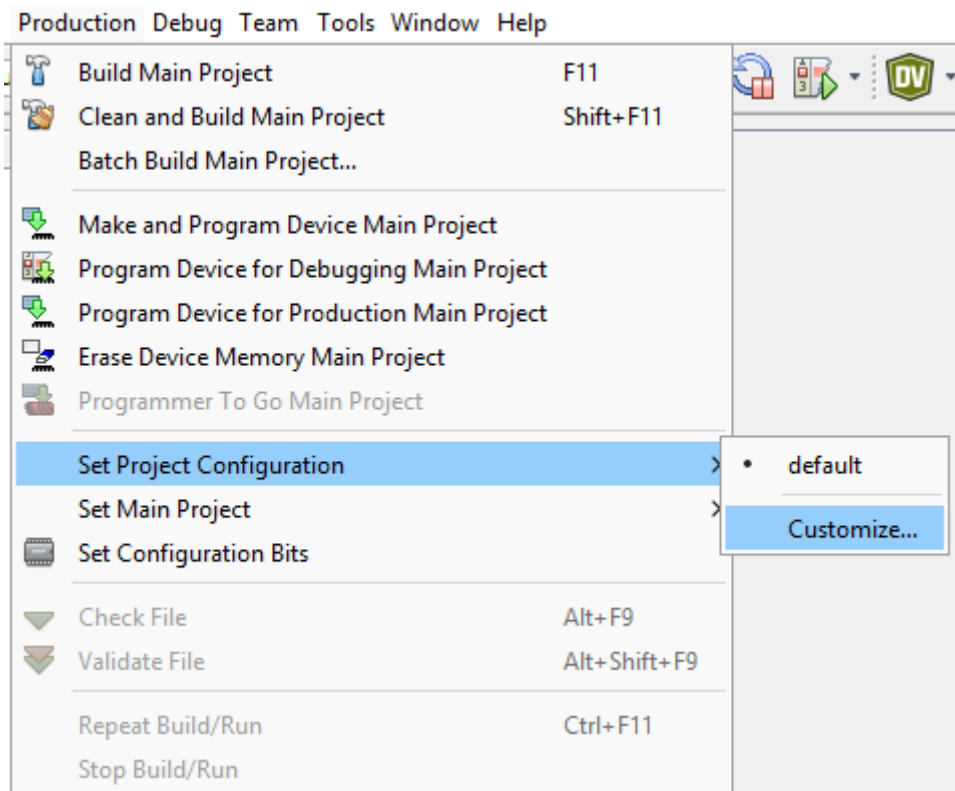 Production Debug Team Tools Window Help
Build Main Project F11
Clean and Build Main Project Shift+F11
Batch Build Main Project...
Make and Program Device Main Project
Program Device for Debugging Main Project
Program Device for Production Main Project
Erase Device Memory Main Project
Programmer To Go Main Project
Set Project Configuration
default
Set Main Project
Customize...
Set Configuration Bits
Check File Alt+F9
Validate File Alt+Shift+F9
Repeat Build/Run Ctrl+F11
Stop Build/Run
DV